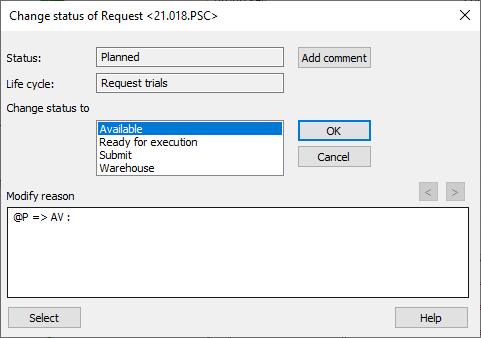 Change status of Request <21.018.PSC>
Status:
Planned
Add comment
Life cycle:
Request trials
Change status to
Available
Ready for execution
Submit
Warehouse
OK
Cancel
Modify reason
<
>
@P => AV :
Select
Help